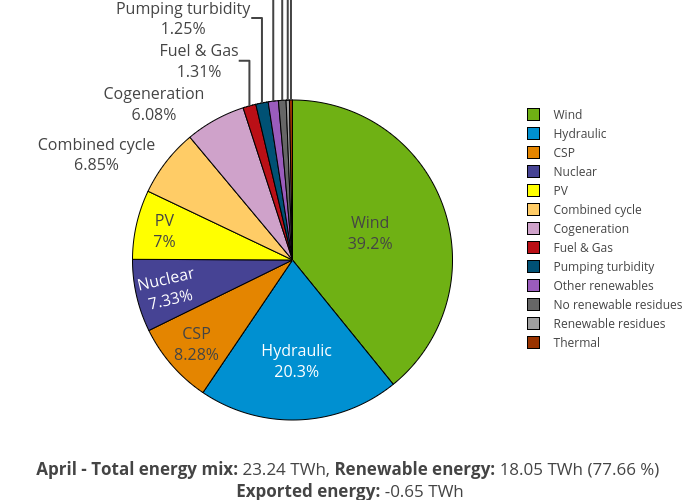 Pumping turbidity
1.25%
Fuel & Gas
1.31%
Cogeneration
6.08%
Combined cycle
6.85%
PV
7%
Nuclear
7.33%
CSP
8.28%
Hydraulic
20.3%
Wind
39.2%
Wind
Hydraulic
CSP
Nuclear
PV
Combined cycle
Cogeneration
Fuel & Gas
Pumping turbidity
Other renewables
No renewable residues
Renewable residues
Thermal
April - Total energy mix: 23.24 TWh, Renewable energy: 18.05 TWh (77.66 %)
Exported energy: -0.65 TWh